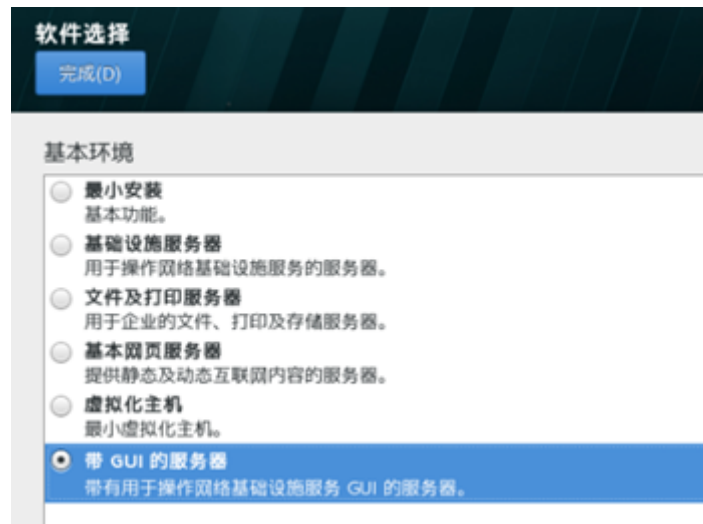 软件选择
完成(D)
基本环境
最小安装
基本功能。
基础设施服务器
用于操作网络基础设施服务的服务器。
文件及打印服务器
用于企业的文件、打印及存储服务器。
基本网页服务器
提供静态及动态互联网内容的服务器。
虚拟化主机
最小虚拟化主机。
带 GUI 的服务器
带有用于操作网络基础设施服务 GUI 的服务器。